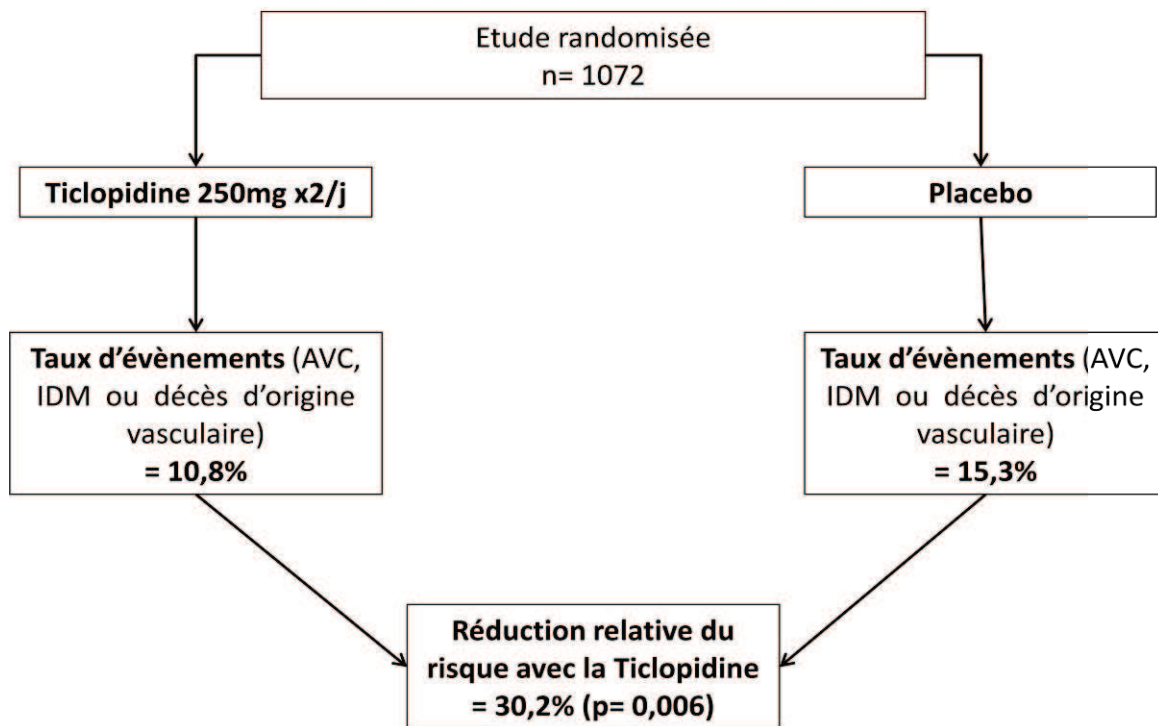 Etude randomisée
n= 1072
Ticlopidine 250mg x2/j
Placebo
Taux d'évènements (AVC,
IDM ou décès d'origine
vasculaire)
= 10,8%
Taux d'évènements (AVC,
IDM ou décès d'origine
vasculaire)
= 15,3%
Réduction relative du
risque avec la Ticlopidine
= 30,2% (p= 0,006)